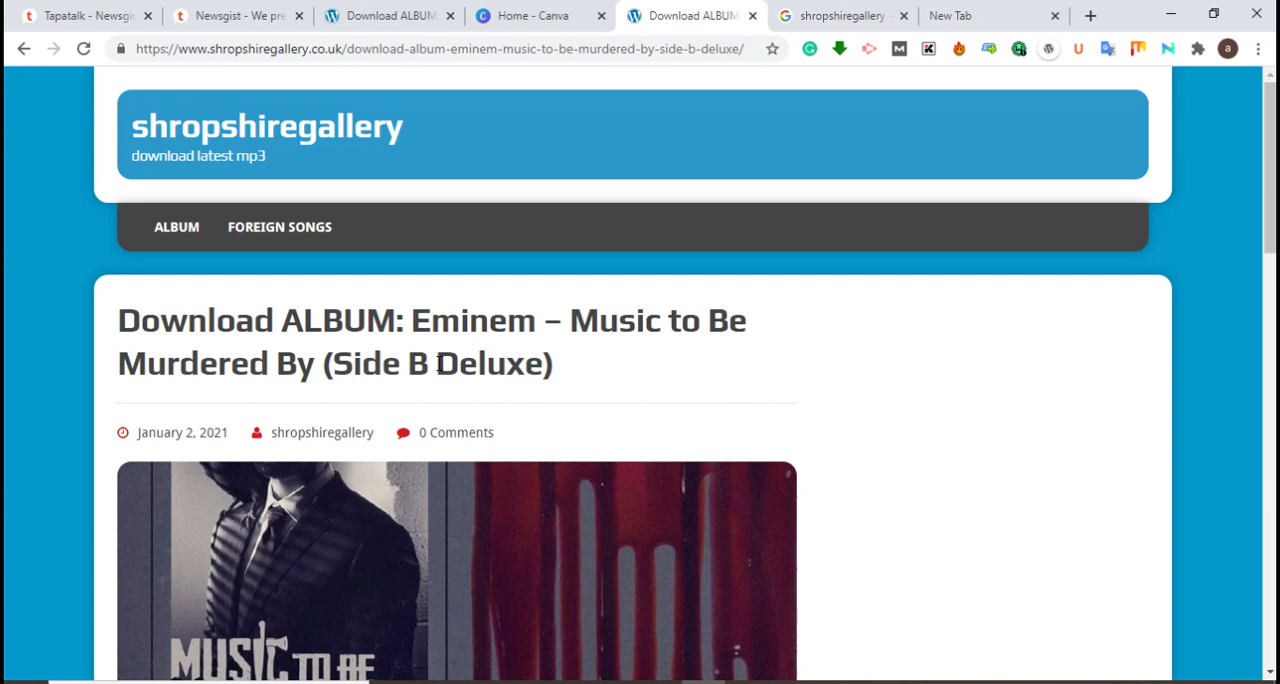 Tapatalk - Newsgi
Newsgist - We pre
Download ALBUM
Home - Canva
Download ALBUM
shropshiregallery
New Tab
https://www.shropshiregallery.co.uk/download-album-eminem-music-to-be-murdered-by-side-b-deluxe/
shropshiregallery
download latest mp3
ALBUM FOREIGN SONGS
Download ALBUM: Eminem – Music to Be
Murdered By (Side B Deluxe)
January 2, 2021 shropshiregallery 0 Comments
MUSIC TO BE